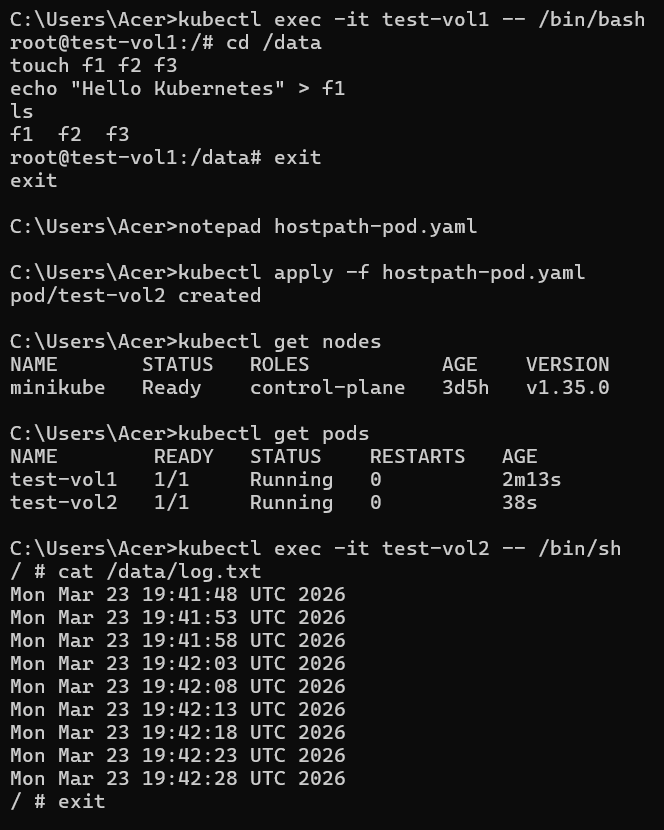 C:\Users\Acer>kubectl exec -it test-vol1 -- /bin/bash
root@test-vol1:/# cd /data
touch f1 f2 f3
echo "Hello Kubernetes" > f1
ls
f1  f2  f3
root@test-vol1:/data# exit
exit

C:\Users\Acer>notepad hostpath-pod.yaml

C:\Users\Acer>kubectl apply -f hostpath-pod.yaml
pod/test-vol2 created

C:\Users\Acer>kubectl get nodes
NAME       STATUS   ROLES           AGE    VERSION
minikube   Ready    control-plane   3d5h   v1.35.0

C:\Users\Acer>kubectl get pods
NAME        READY   STATUS    RESTARTS   AGE
test-vol1   1/1     Running   0          2m13s
test-vol2   1/1     Running   0          38s

C:\Users\Acer>kubectl exec -it test-vol2 -- /bin/sh
/ # cat /data/log.txt
Mon Mar 23 19:41:48 UTC 2026
Mon Mar 23 19:41:53 UTC 2026
Mon Mar 23 19:41:58 UTC 2026
Mon Mar 23 19:42:03 UTC 2026
Mon Mar 23 19:42:08 UTC 2026
Mon Mar 23 19:42:13 UTC 2026
Mon Mar 23 19:42:18 UTC 2026
Mon Mar 23 19:42:23 UTC 2026
Mon Mar 23 19:42:28 UTC 2026
/ # exit